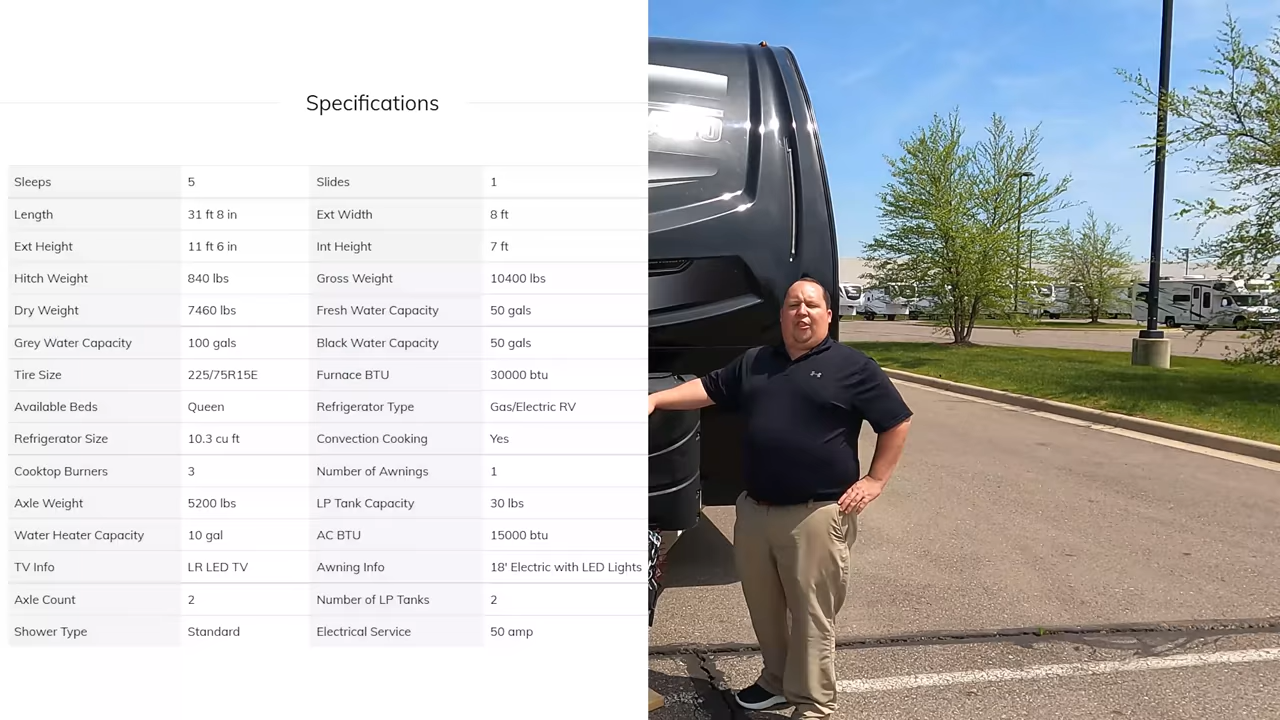 Specifications
Sleeps 5 Slides 1
Length 31 ft 8 in Ext Width 8 ft
Ext Height 11 ft 6 in Int Height 7 ft
Hitch Weight 840 lbs Gross Weight 10400 lbs
Dry Weight 7460 lbs Fresh Water Capacity 50 gals
Grey Water Capacity 100 gals Black Water Capacity 50 gals
Tire Size 225/75R15E Furnace BTU 30000 btu
Available Beds Queen Refrigerator Type Gas/Electric RV
Refrigerator Size 10.3 cu ft Convection Cooking Yes
Cooktop Burners 3 Number of Awnings 1
Axle Weight 5200 lbs LP Tank Capacity 30 lbs
Water Heater Capacity 10 gal AC BTU 15000 btu
TV Info LR LED TV Awning Info 18' Electric with LED Lights
Axle Count 2 Number of LP Tanks 2
Shower Type Standard Electrical Service 50 amp